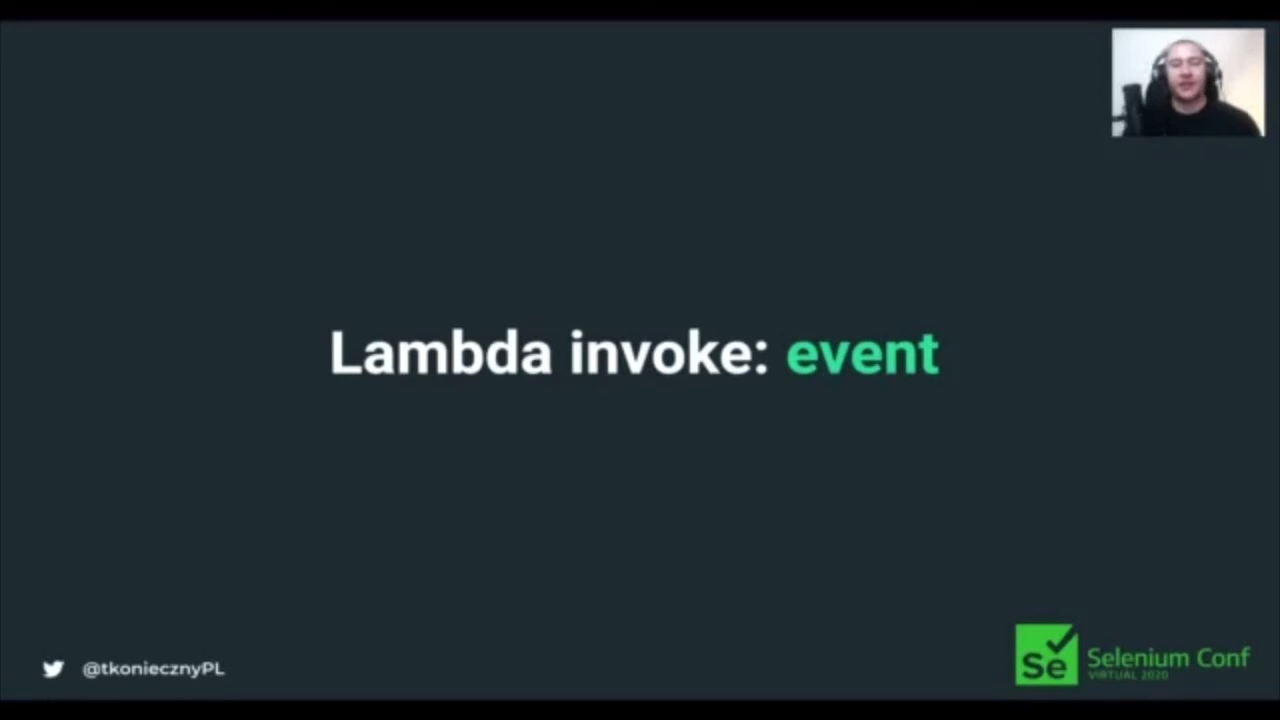 Lambda invoke: event
@tkoniecznyPL
Se
Selenium Conf
VIRTUAL 2020